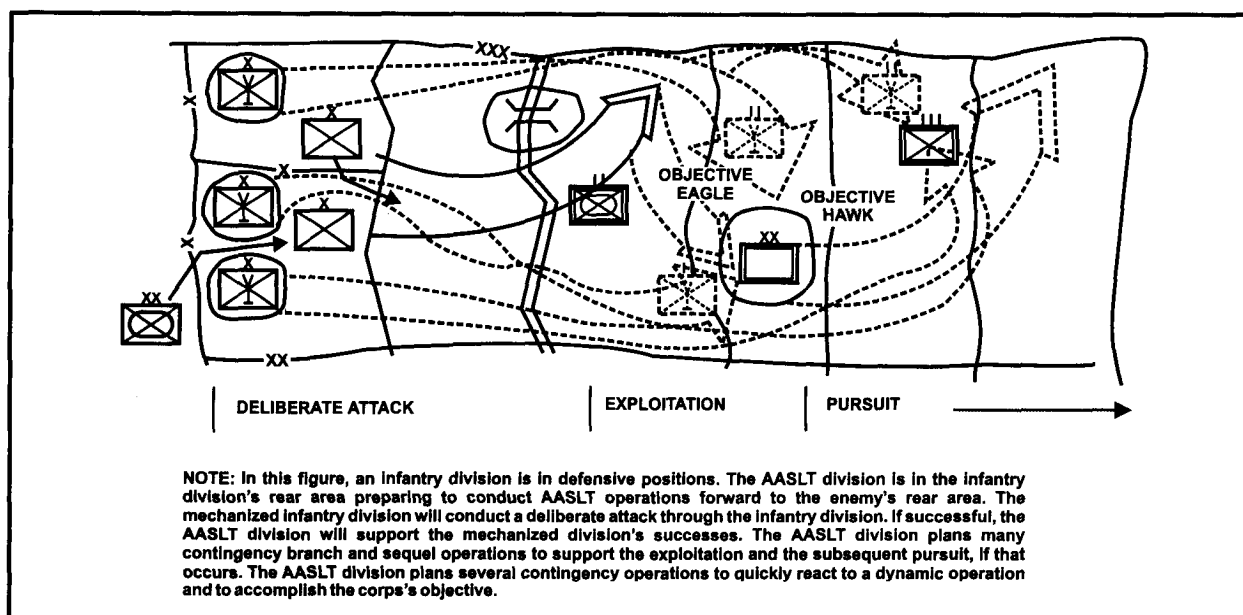 XXX
X
X
X
X
X
X
X
X
XX
XX
II
II
III
II
XX
OBJECTIVE
EAGLE
OBJECTIVE
HAWK
DELIBERATE ATTACK
EXPLOITATION
PURSUIT
NOTE: In this figure, an infantry division is in defensive positions. The AASLT division is in the infantry
division's rear area preparing to conduct AASLT operations forward to the enemy's rear area. The
mechanized infantry division will conduct a deliberate attack through the infantry division. If successful, the
AASLT division will support the mechanized division's successes. The AASLT division plans many
contingency branch and sequel operations to support the exploitation and the subsequent pursuit, if that
occurs. The AASLT division plans several contingency operations to quickly react to a dynamic operation
and to accomplish the corps's objective.